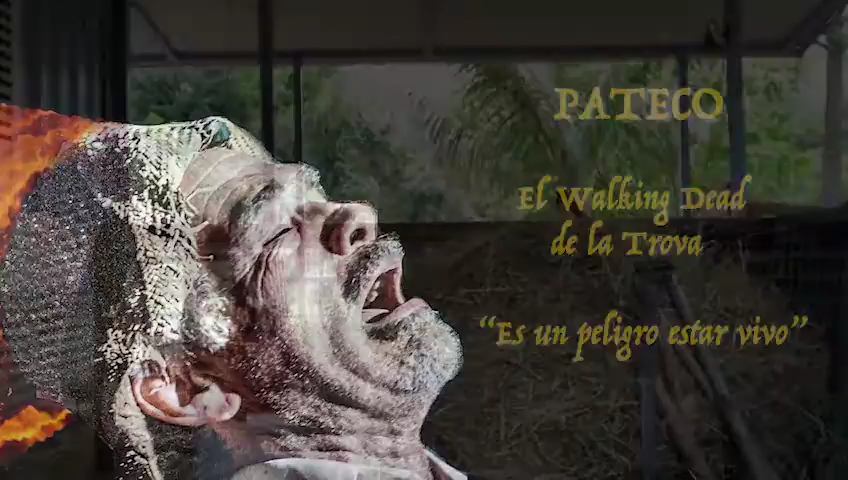 PATECO
El Walking Dead
de la Trova
“Es un peligro estar vivo”